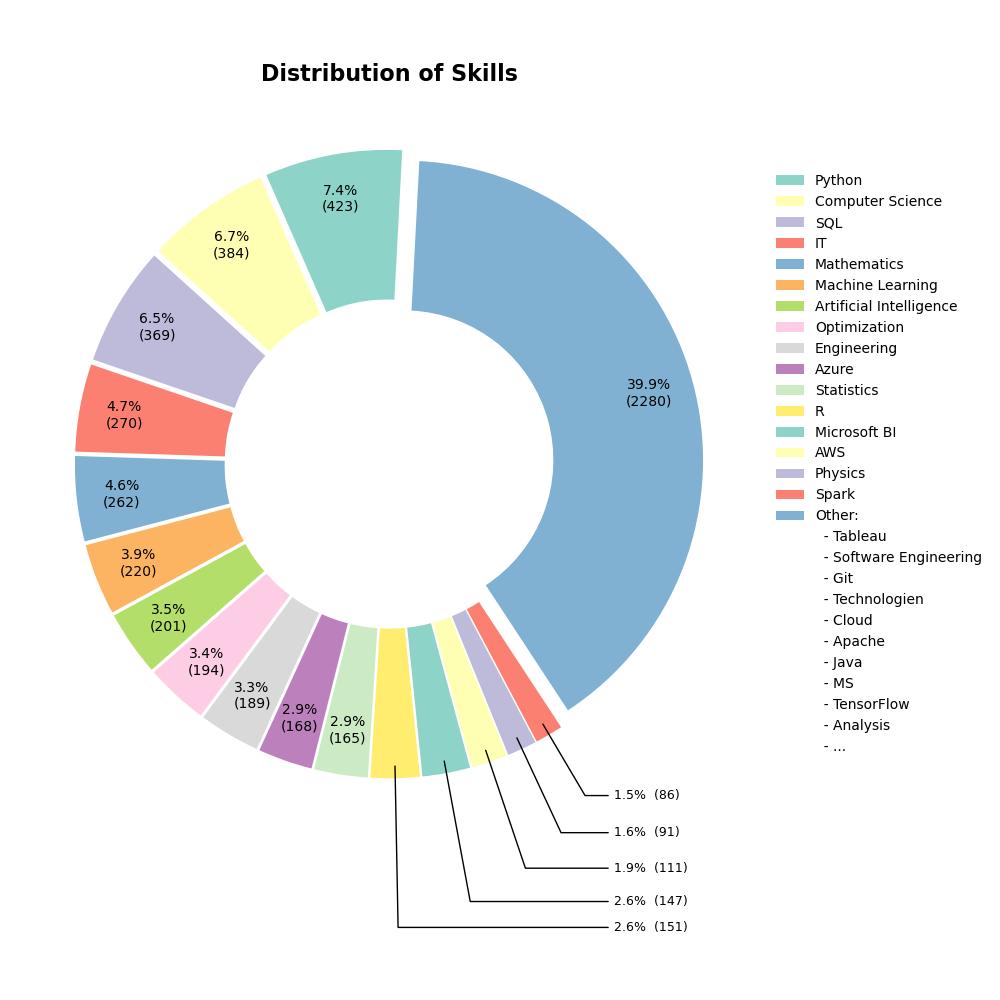 Distribution of Skills
7.4%
(423)
6.7%
(384)
6.5%
(369)
4.7%
(270)
4.6%
(262)
3.9%
(220)
3.5%
(201)
3.4%
(194)
3.3%
(189)
2.9%
(168)
2.9%
(165)
2.6% (151)
2.6% (147)
1.9% (111)
1.6% (91)
1.5% (86)
39.9%
(2280)
Python
Computer Science
SQL
IT
Mathematics
Machine Learning
Artificial Intelligence
Optimization
Engineering
Azure
Statistics
R
Microsoft BI
AWS
Physics
Spark
Other:
- Tableau
- Software Engineering
- Git
- Technologien
- Cloud
- Apache
- Java
- MS
- TensorFlow
- Analysis
- ...